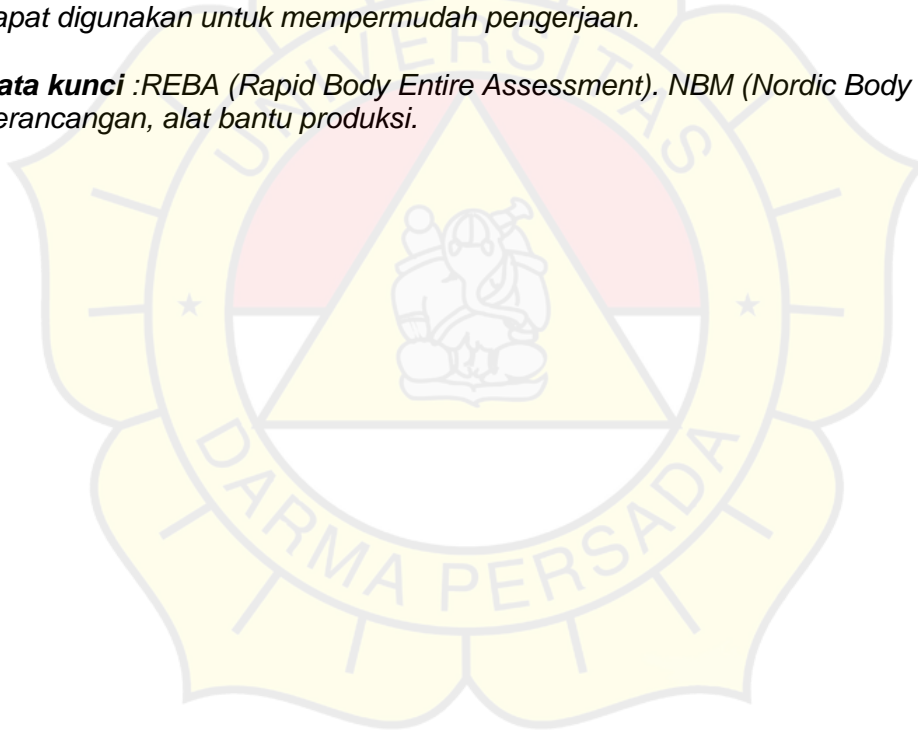 apat digunakan untuk mempermudah pengerjaan.
ata kunci :REBA (Rapid Body Entire Assessment). NBM (Nordic Body
erancangan, alat bantu produksi.
UNIVERSITAS
DARMA PERSADA